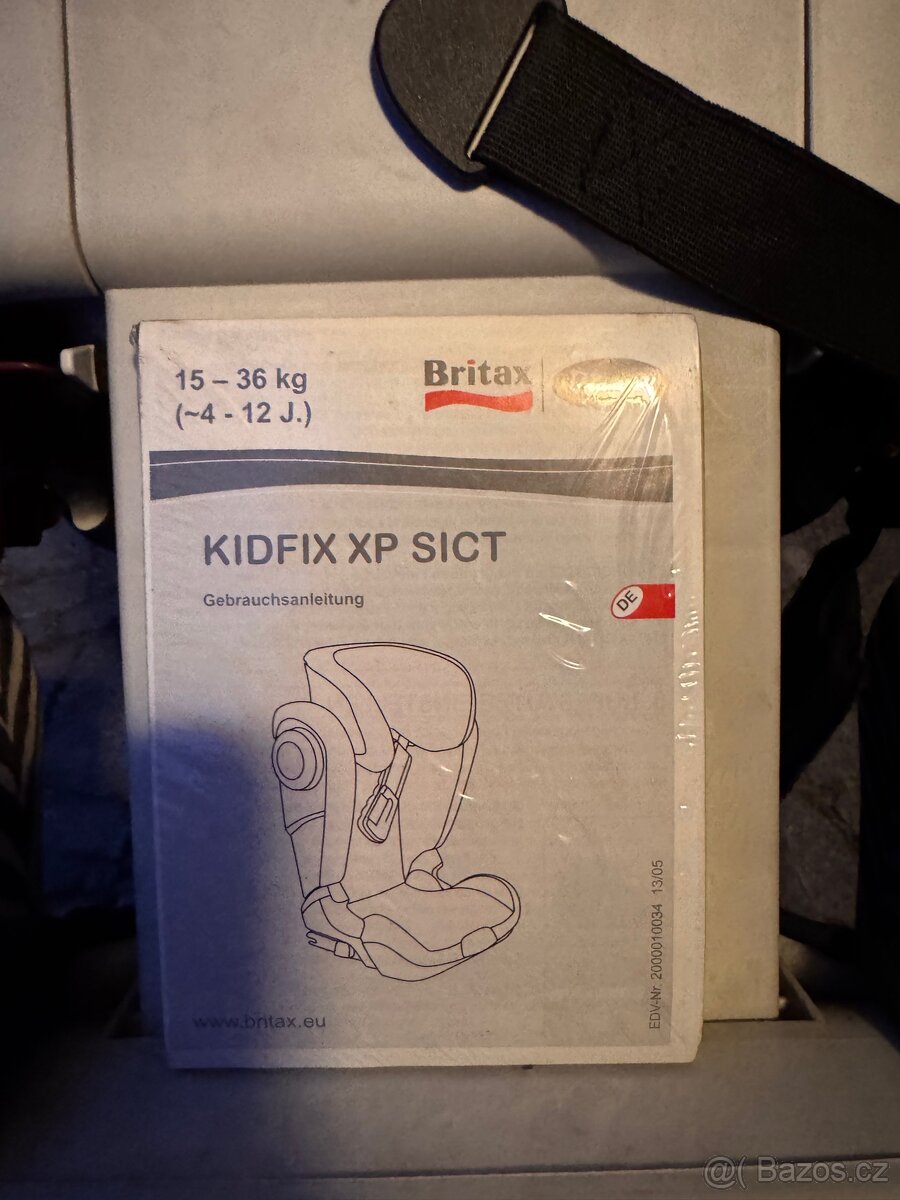 15 – 36 kg
(~4 - 12 J.)
Britax
KIDFIX XP SICT
Gebrauchsanleitung
DE
EDV-Nr. 2000010034 13/05
www.britax.eu
@( Bazos.cz